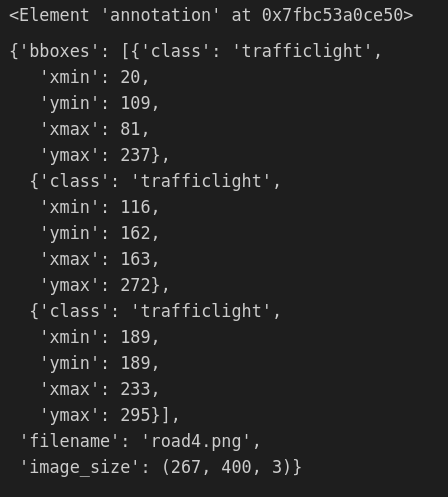 <Element 'annotation' at 0x7fbc53a0ce50>
{'bboxes': [{'class': 'trafficlight',
   'xmin': 20,
   'ymin': 109,
   'xmax': 81,
   'ymax': 237},
  {'class': 'trafficlight',
   'xmin': 116,
   'ymin': 162,
   'xmax': 163,
   'ymax': 272},
  {'class': 'trafficlight',
   'xmin': 189,
   'ymin': 189,
   'xmax': 233,
   'ymax': 295}],
 'filename': 'road4.png',
 'image_size': (267, 400, 3)}